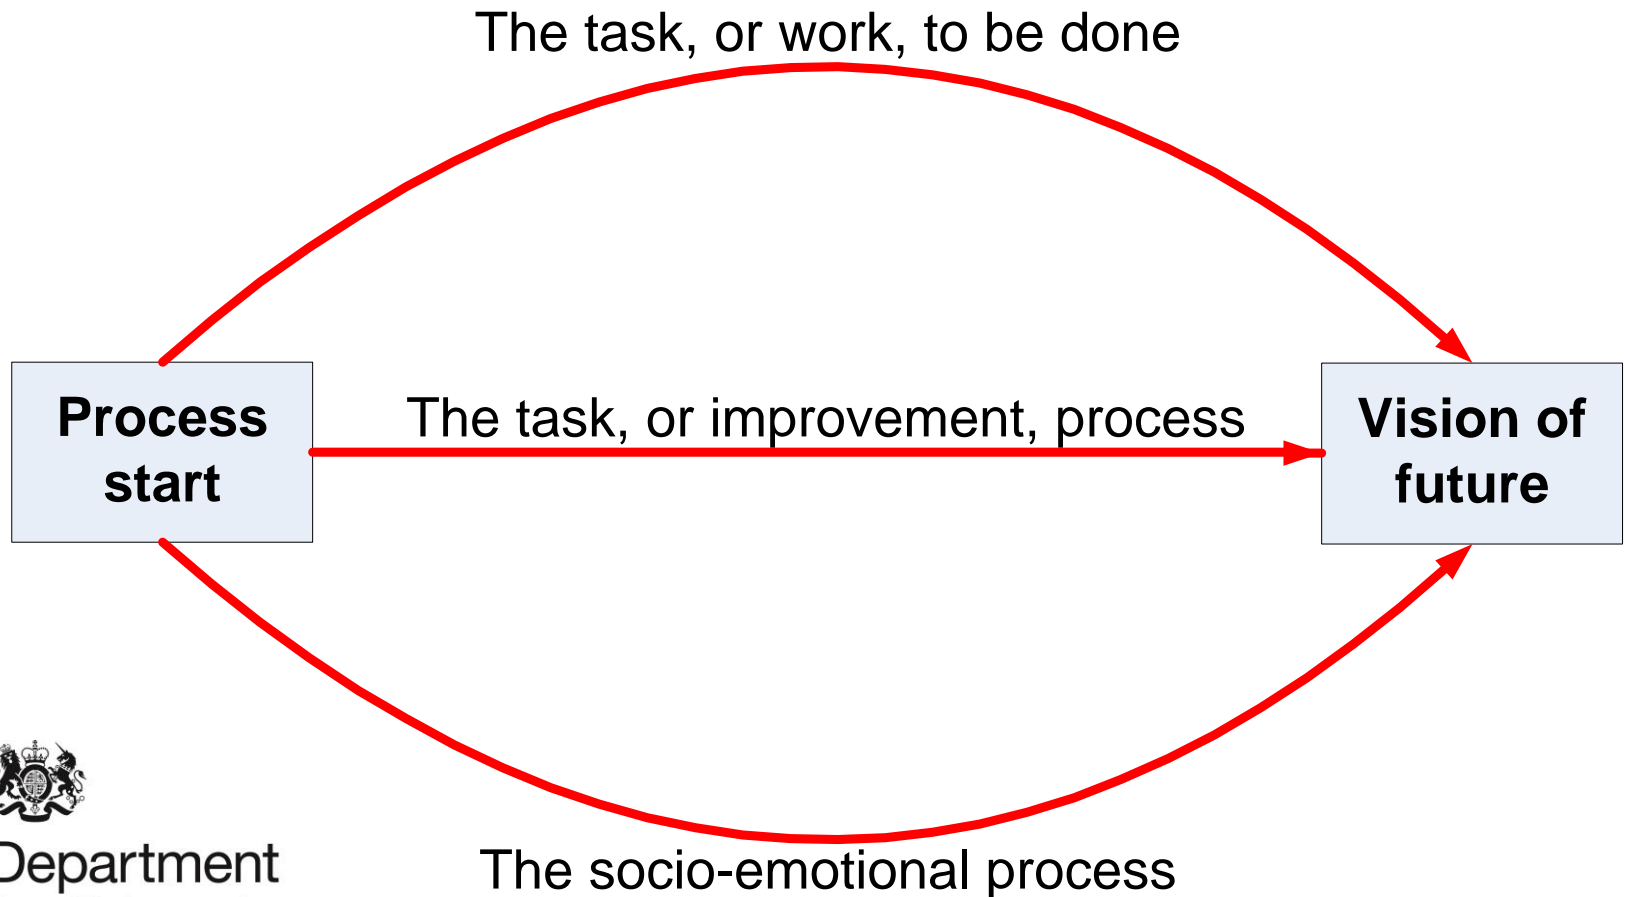 The task, or work, to be done
Process
start
The task, or improvement, process
Vision of
future
Department
The socio-emotional process